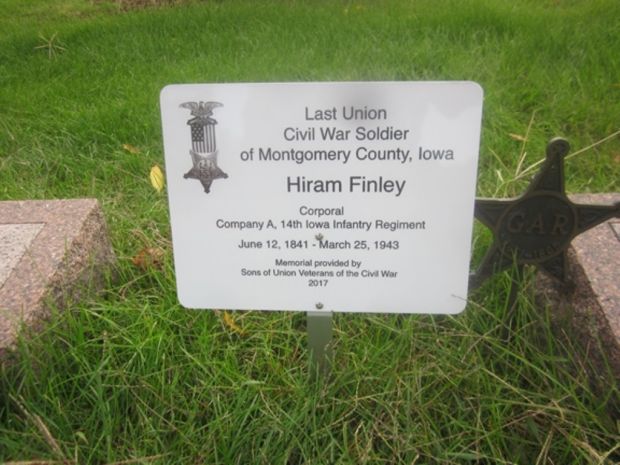 Last Union
Civil War Soldier
of Montgomery County, Iowa
Hiram Finley
Corporal
Company A, 14th Iowa Infantry Regiment
June 12, 1841 - March 25, 1943
Memorial provided by
Sons of Union Veterans of the Civil War
2017
GAR